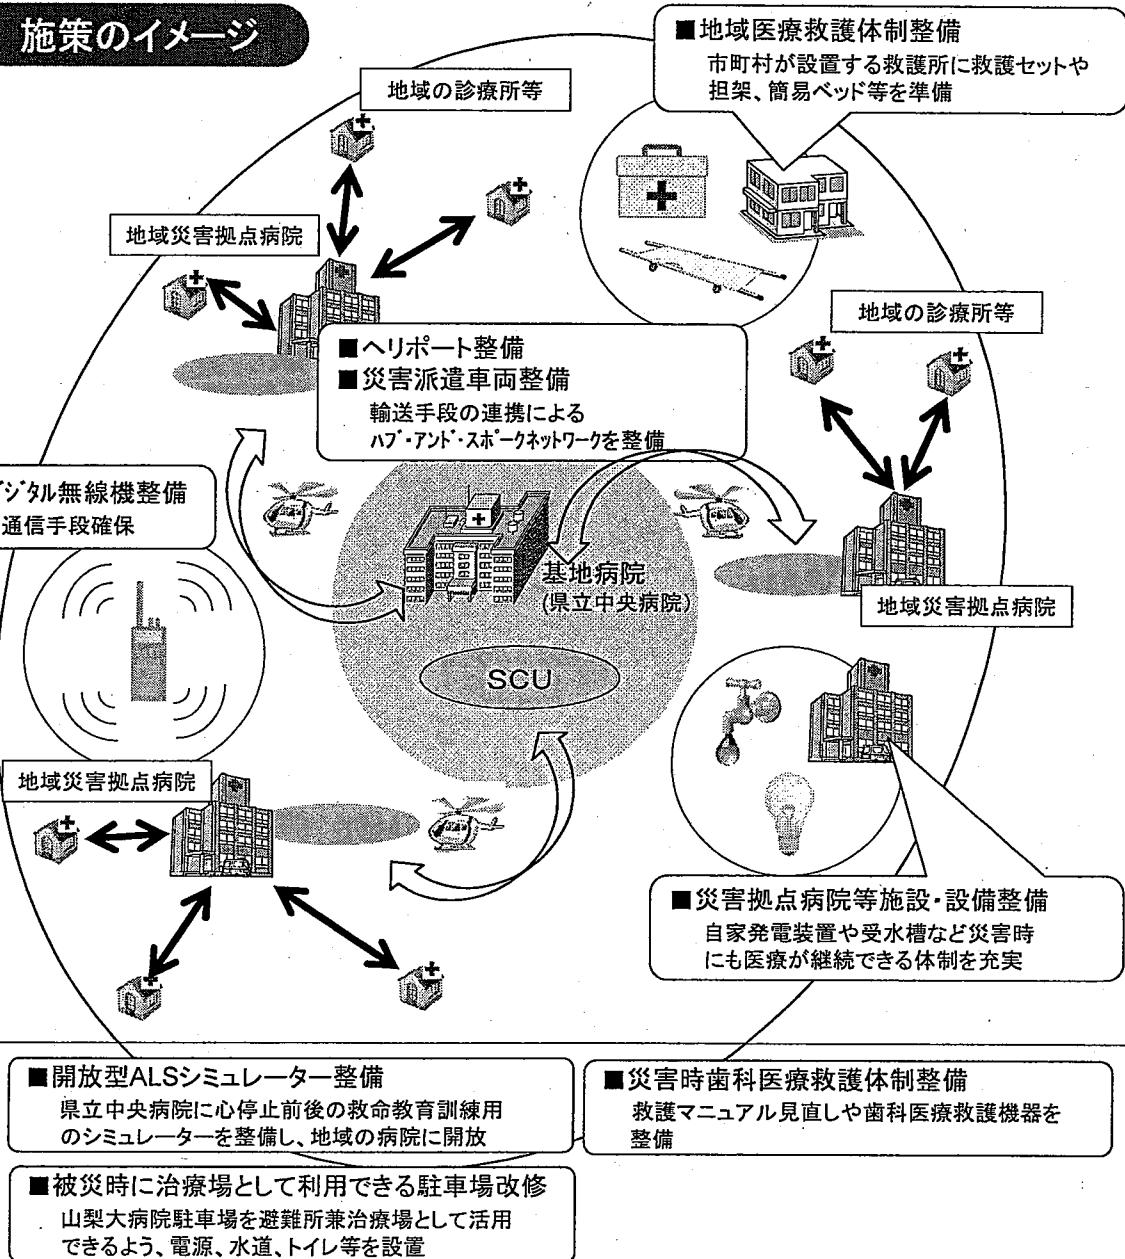 施策のイメージ
■地域医療救護体制整備
市町村が設置する救護所に救護セットや
担架、簡易ベッド等を準備
地域の診療所等
地域災害拠点病院
地域の診療所等
■ヘリポート整備
■災害派遣車両整備
輸送手段の連携による
ハブ・アンド・スポークネットワークを整備
デジタル無線機整備
通信手段確保
基地病院
(県立中央病院)
地域災害拠点病院
SCU
地域災害拠点病院
■災害拠点病院等施設・設備整備
自家発電装置や受水槽など災害時
にも医療が継続できる体制を充実
■開放型ALSシミュレーター整備
県立中央病院に心停止前後の救命教育訓練用
のシミュレーターを整備し、地域の病院に開放
■災害時歯科医療救護体制整備
救護マニュアル見直しや歯科医療救護機器を
整備
■被災時に治療場として利用できる駐車場改修
山梨大病院駐車場を避難所兼治療場として活用
できるよう、電源、水道、トイレ等を設置